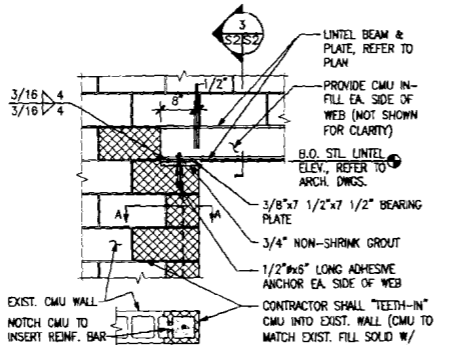 3
S2 S2
LINTEL BEAM &
PLATE, REFER TO
PLAN
1/2"
8"
3/16 4
3/16 4
PROVIDE CMU IN-
FILL EA. SIDE OF
WEB (NOT SHOWN
FOR CLARITY)
B.O. STL. LINTEL
ELEV., REFER TO
ARCH. DWGS.
3/8"x7 1/2"x7 1/2" BEARING
PLATE
A A
3/4" NON-SHRINK GROUT
1/2"øx6" LONG ADHESIVE
ANCHOR EA. SIDE OF WEB
EXIST. CMU WALL
NOTCH CMU TO
INSERT REINF. BAR
CONTRACTOR SHALL "TEETH-IN"
CMU INTO EXIST. WALL (CMU TO
MATCH EXIST. FILL SOLID W/